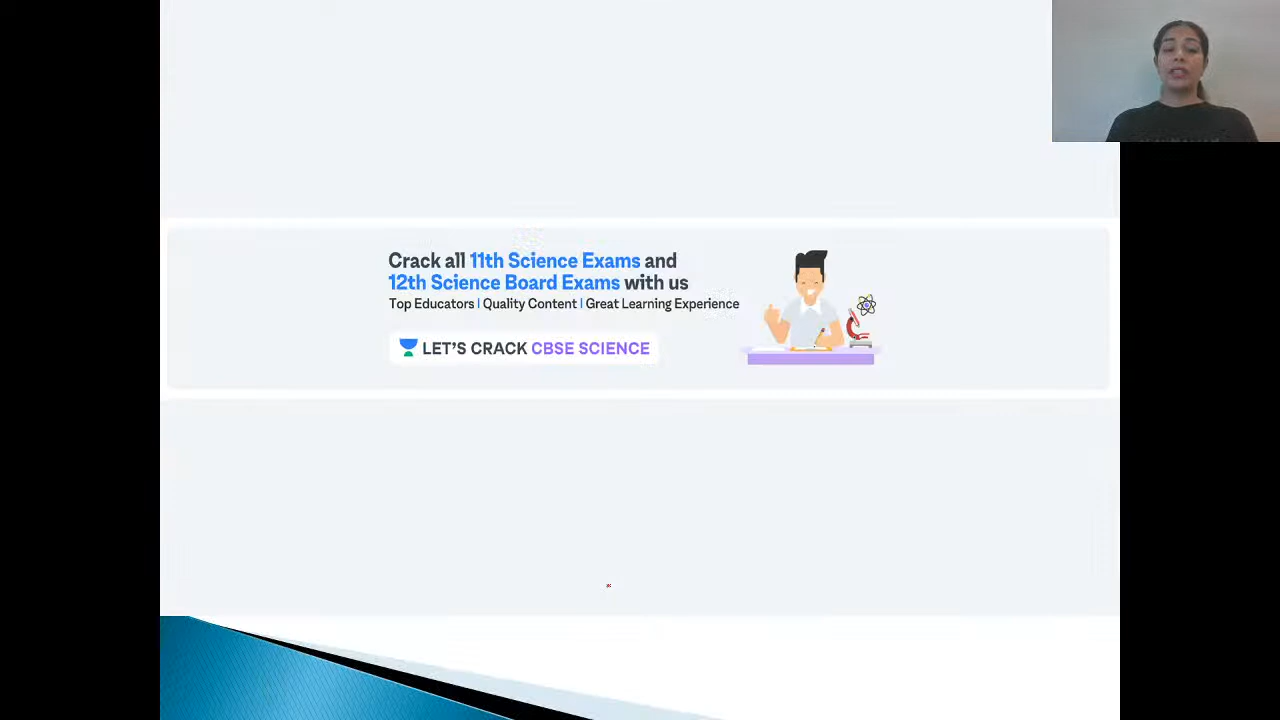 Crack all 11th Science Exams and
12th Science Board Exams with us
Top Educators | Quality Content | Great Learning Experience
LET'S CRACK CBSE SCIENCE